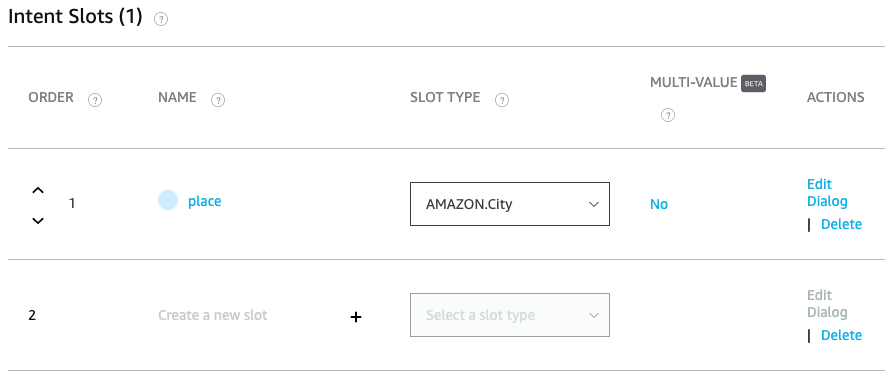 Intent Slots (1) ?
ORDER ? NAME ? SLOT TYPE ? MULTI-VALUE BETA ? ACTIONS
1 place AMAZON.City No Edit Dialog | Delete
2 Create a new slot + Select a slot type Edit Dialog | Delete